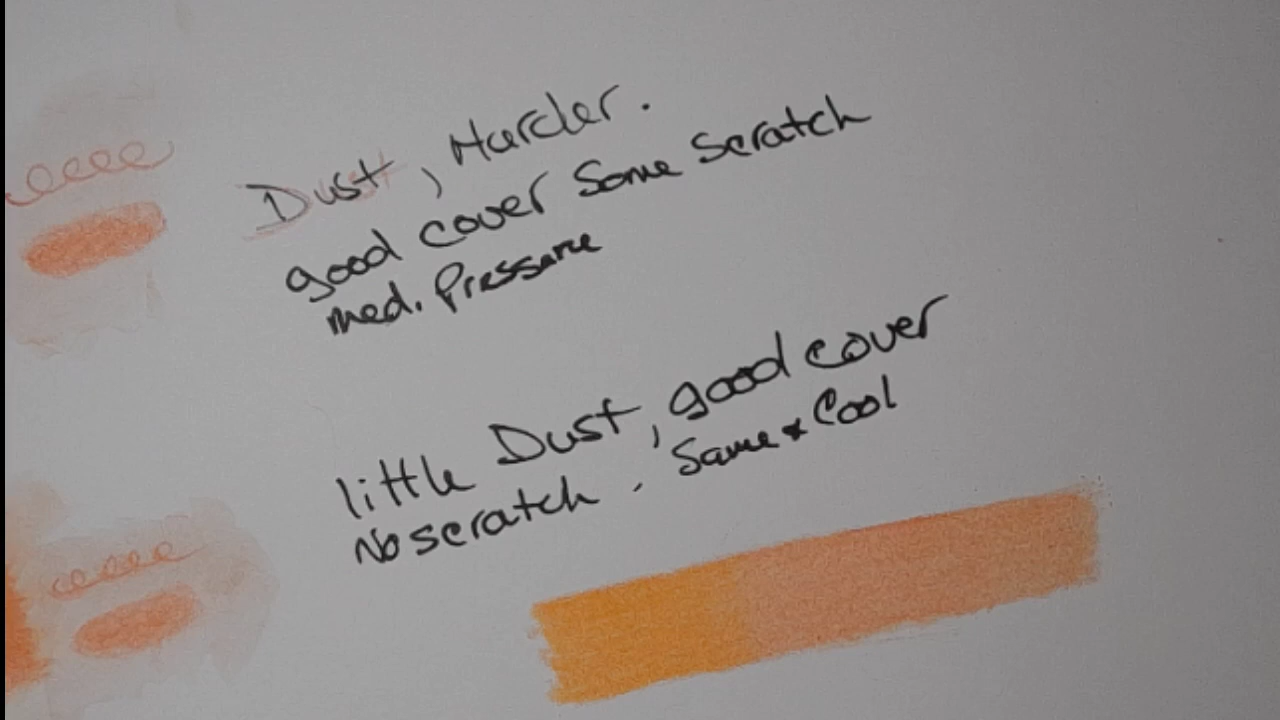 Dust, Harder.
good cover Some Scratch
med. Pressure
little Dust, good cover
No scratch. Same & Cool